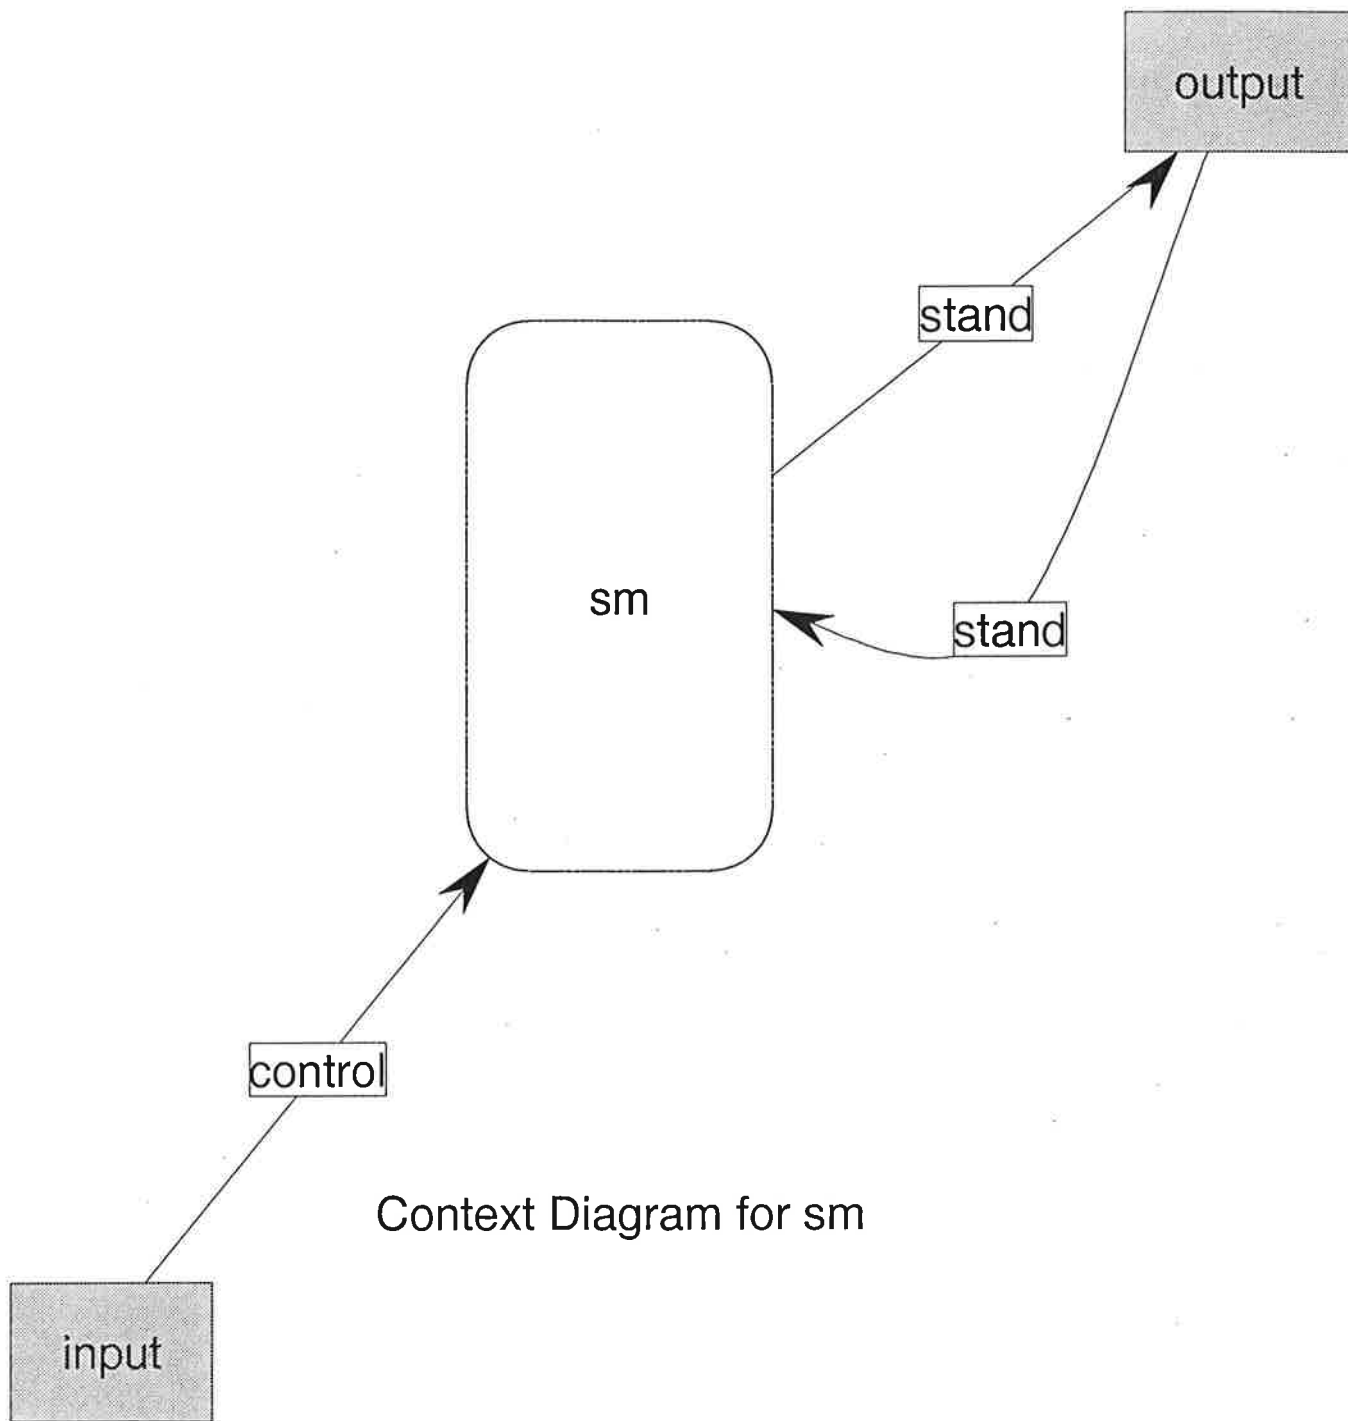 output
stand
sm
stand
control
Context Diagram for sm
input